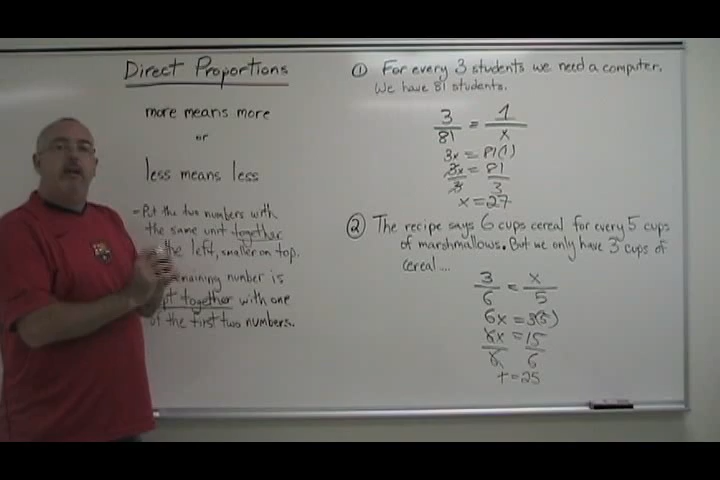 Direct Proportions
more means more
or
less means less
- Put the two numbers with
the same unit together
the left, smaller on top.
remaining number is
together with one
of the first two numbers.
① For every 3 students we need a computer.
We have 81 students.
3/81 = 1/x
3x = 81(1)
3x/3 = 81/3
x = 27
② The recipe says 6 cups cereal for every 5 cups
of marshmallows. But we only have 3 cups of
cereal....
3/6 = x/5
6x = 3(5)
6x/6 = 15/6
= 25